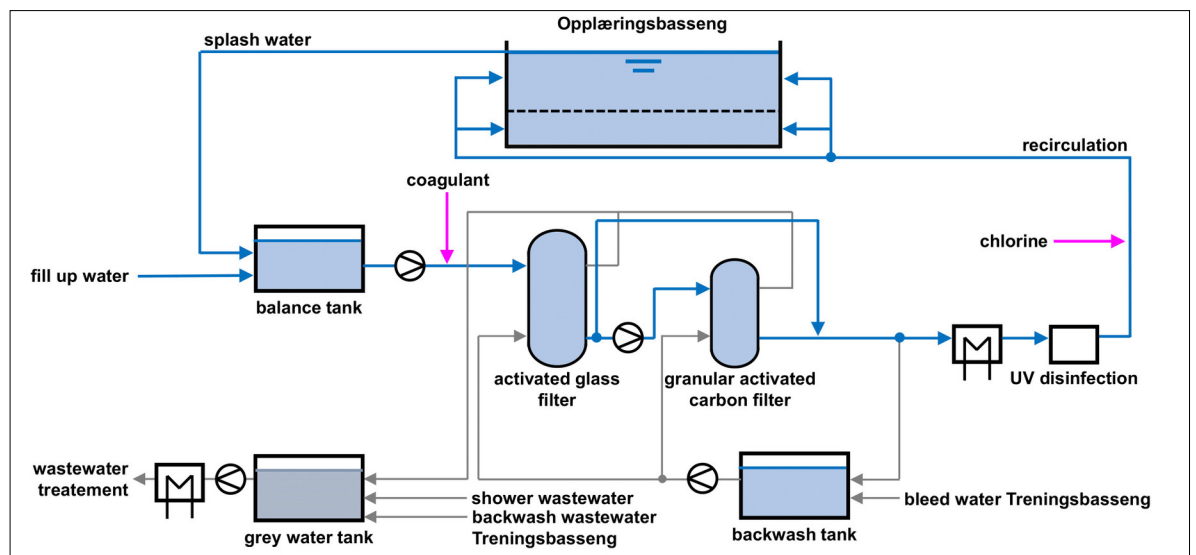 Opplæringsbasseng
splash water
recirculation
coagulant
chlorine
fill up water
balance tank
activated glass
filter
granular activated
carbon filter
UV disinfection
wastewater
treatement
shower wastewater
backwash wastewater
Treningsbasseng
grey water tank
bleed water Treningsbasseng
backwash tank